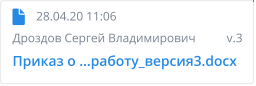 28.04.20 11:06
Дроздов Сергей Владимирович v.3
Приказ о ...работу_версия3.docx